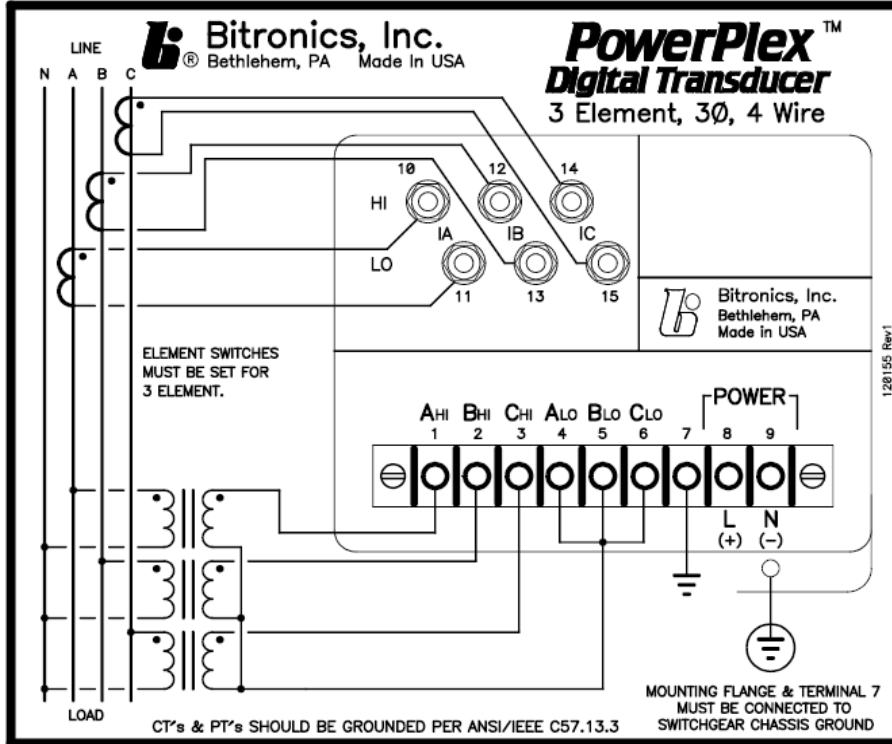 LINE
N A B C
® Bitronics, Inc.
Bethlehem, PA Made In USA
PowerPlex™
Digital Transducer
3 Element, 3Ø, 4 Wire
10 12 14
HI
IA IB IC
LO
11 13 15
Bitronics, Inc.
Bethlehem, PA
Made in USA
120155 Rev1
ELEMENT SWITCHES
MUST BE SET FOR
3 ELEMENT.
POWER
AHI BHI CHI ALO BLO CLO
1 2 3 4 5 6 7 8 9
L N
(+) (-)
LOAD
CT's & PT's SHOULD BE GROUNDED PER ANSI/IEEE C57.13.3
MOUNTING FLANGE & TERMINAL 7
MUST BE CONNECTED TO
SWITCHGEAR CHASSIS GROUND